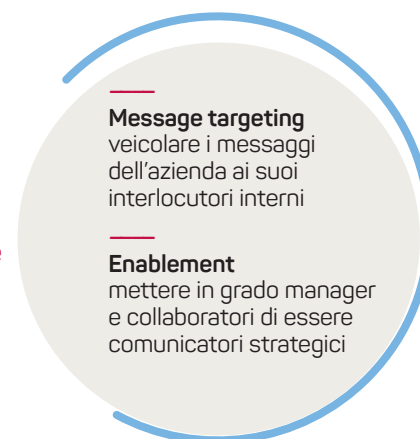 Message targeting
veicolare i messaggi
dell'azienda ai suoi
interlocutori interni
Enablement
mettere in grado manager
e collaboratori di essere
comunicatori strategici